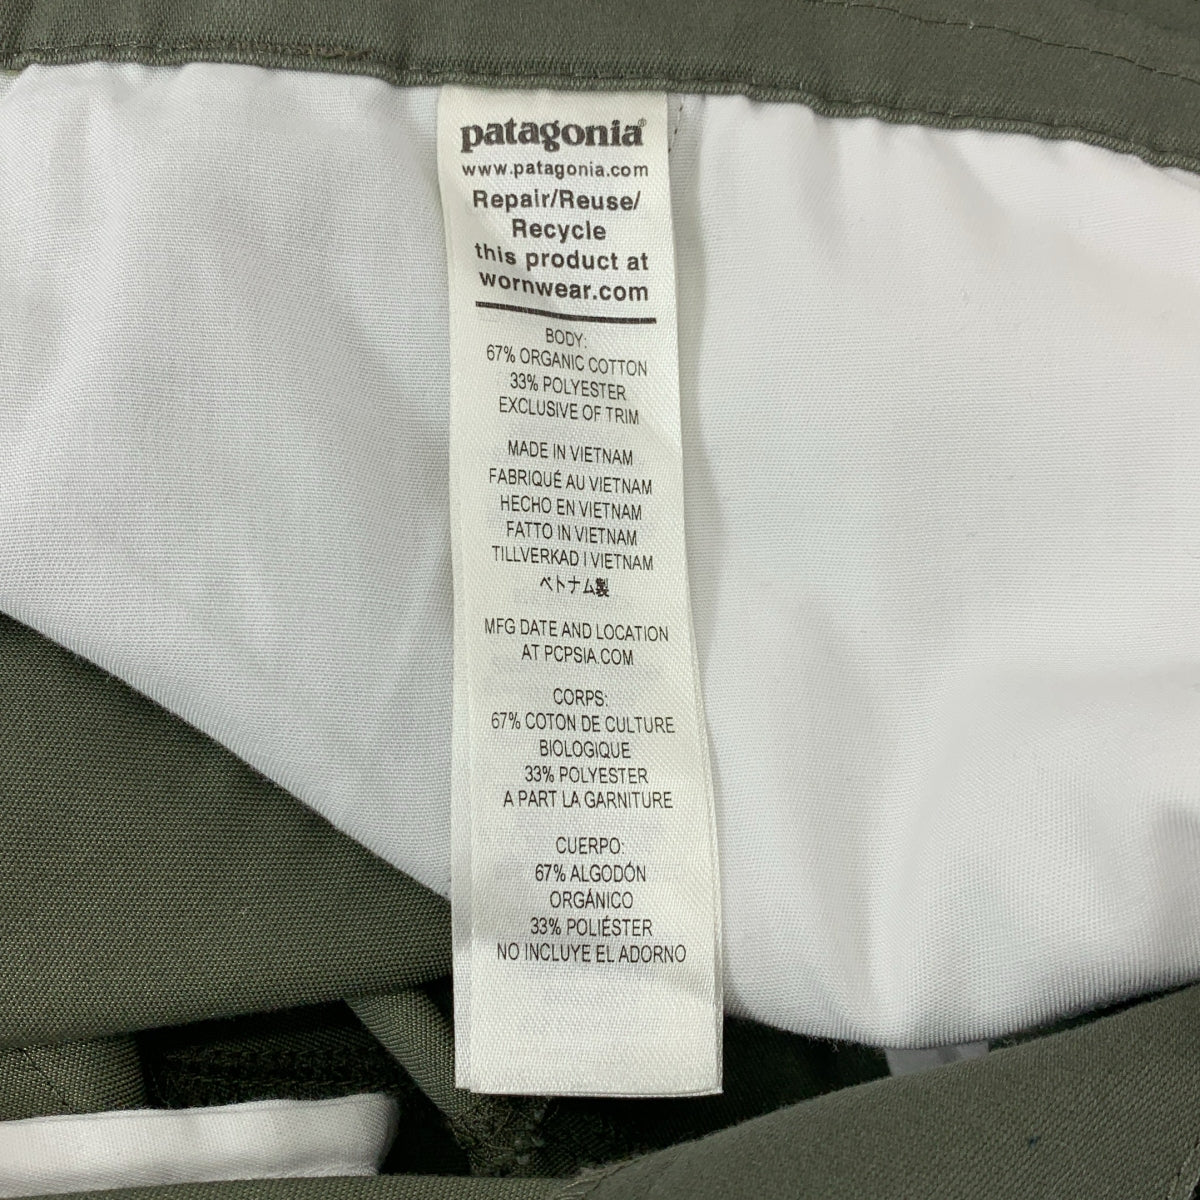 patagonia®
www.patagonia.com
Repair/Reuse/
Recycle
this product at
wornwear.com
BODY:
67% ORGANIC COTTON
33% POLYESTER
EXCLUSIVE OF TRIM
MADE IN VIETNAM
FABRIQUÉ AU VIETNAM
HECHO EN VIETNAM
FATTO IN VIETNAM
TILLVERKAD I VIETNAM
ベトナム製
MFG DATE AND LOCATION
AT PCPSIA.COM
CORPS:
67% COTON DE CULTURE
BIOLOGIQUE
33% POLYESTER
A PART LA GARNITURE
CUERPO:
67% ALGODÓN
ORGÁNICO
33% POLIÉSTER
NO INCLUYE EL ADORNO